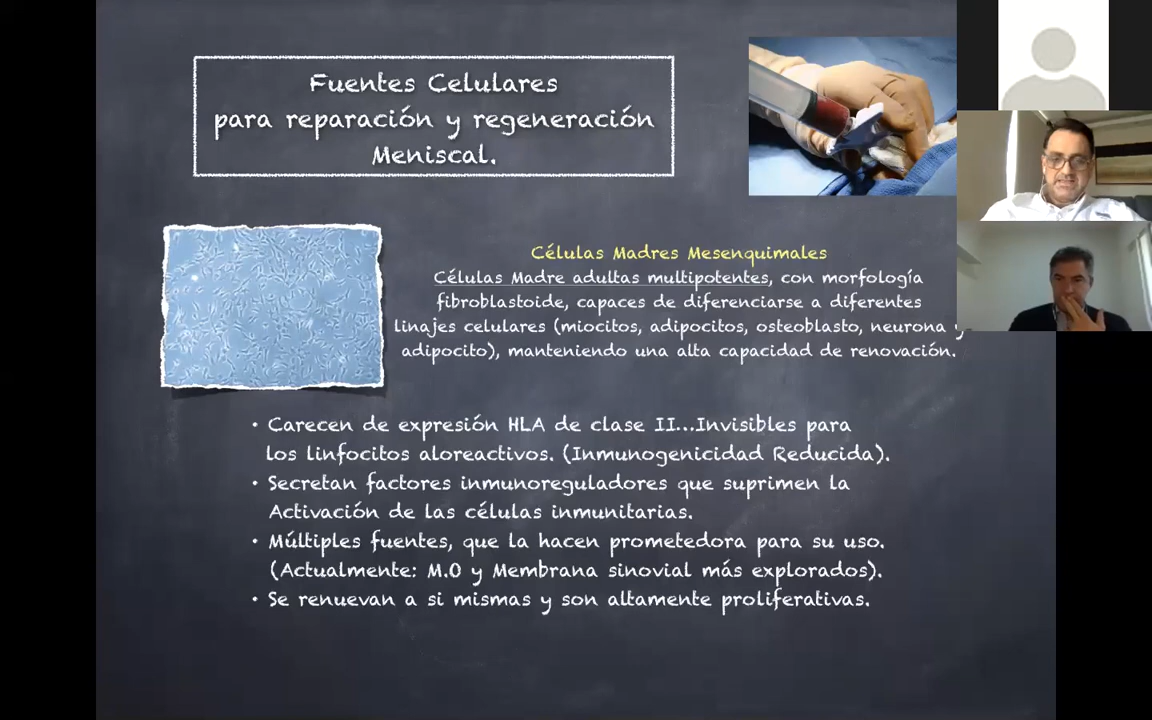 Fuentes Celulares
para reparación y regeneración
Meniscal.
Células Madres Mesenquimales
Células Madre adultas multipotentes, con morfología
fibroblastoide, capaces de diferenciarse a diferentes
linajes celulares (miocitos, adipocitos, osteoblasto, neurona y
adipocito), manteniendo una alta capacidad de renovación.
• Carecen de expresión HLA de clase II...Invisibles para
los linfocitos aloreactivos. (Inmunogenicidad Reducida).
• Secretan factores inmunoreguladores que suprimen la
Activación de las células inmunitarias.
• Múltiples fuentes, que la hacen prometedora para su uso.
(Actualmente: M.O y Membrana sinovial más explorados).
• Se renuevan a si mismas y son altamente proliferativas.